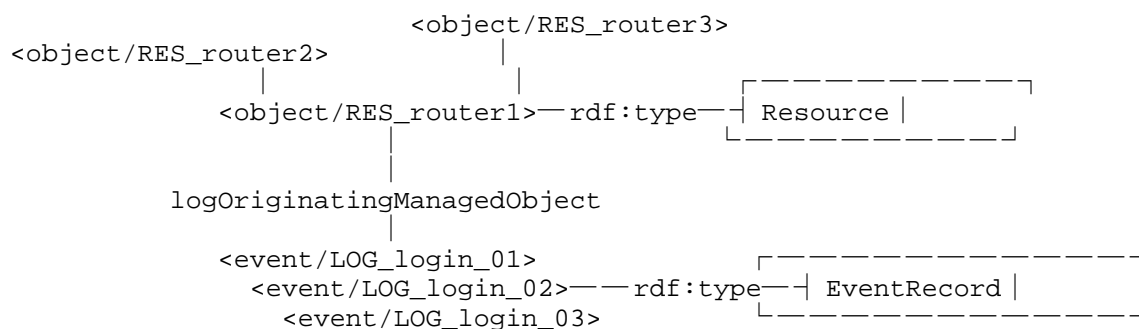 <object/RES_router3>
<object/RES_router2>
<object/RES_router1>—rdf:type— Resource
logOriginatingManagedObject
<event/LOG_login_01>
<event/LOG_login_02>——rdf:type— EventRecord
<event/LOG_login_03>